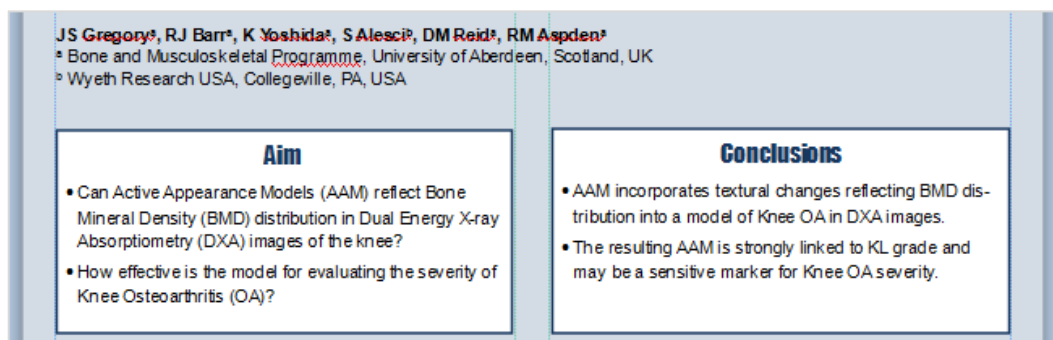 JS Gregoryᵃ, RJ Barrᵃ, K Yoshidaᵃ, S Alesciᵇ, DM Reidᵃ, RM Aspdenᵃ
ᵃ Bone and Musculoskeletal Programme, University of Aberdeen, Scotland, UK
ᵇ Wyeth Research USA, Collegeville, PA, USA
Aim
• Can Active Appearance Models (AAM) reflect Bone
Mineral Density (BMD) distribution in Dual Energy X-ray
Absorptiometry (DXA) images of the knee?
• How effective is the model for evaluating the severity of
Knee Osteoarthritis (OA)?
Conclusions
• AAM incorporates textural changes reflecting BMD dis-
tribution into a model of Knee OA in DXA images.
• The resulting AAM is strongly linked to KL grade and
may be a sensitive marker for Knee OA severity.